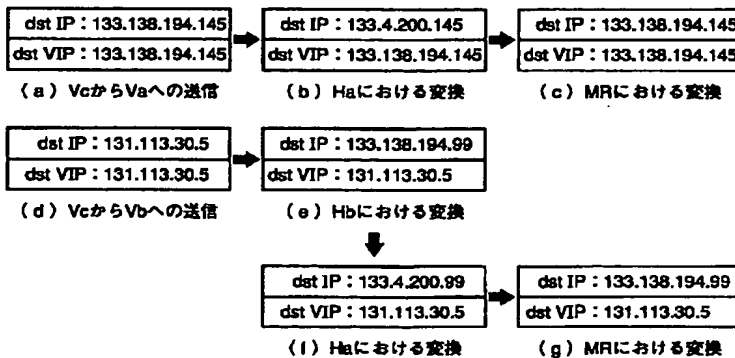 dst IP：133.138.194.145
dst VIP：133.138.194.145
(a) VcからVaへの送信
dst IP：133.4.200.145
dst VIP：133.138.194.145
(b) Haにおける変換
dst IP：133.138.194.145
dst VIP：133.138.194.145
(c) MRにおける変換
dst IP：131.113.30.5
dst VIP：131.113.30.5
(d) VcからVbへの送信
dst IP：133.138.194.99
dst VIP：131.113.30.5
(e) Hbにおける変換
dst IP：133.4.200.99
dst VIP：131.113.30.5
(f) Haにおける変換
dst IP：133.138.194.99
dst VIP：131.113.30.5
(g) MRにおける変換